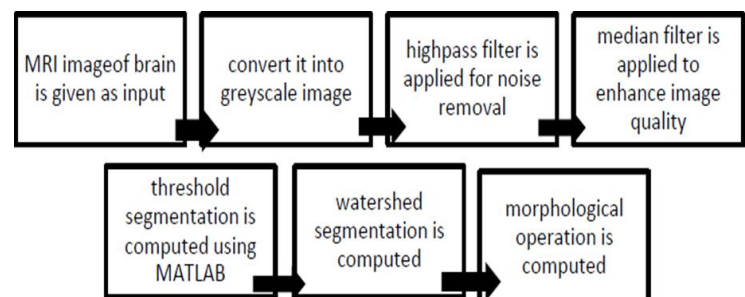 MRI imageof brain
is given as input
convert it into
greyscale image
highpass filter is
applied for noise
removal
median filter is
applied to
enhance image
quality
threshold
segmentation is
computed using
MATLAB
watershed
segmentation is
computed
morphological
operation is
computed